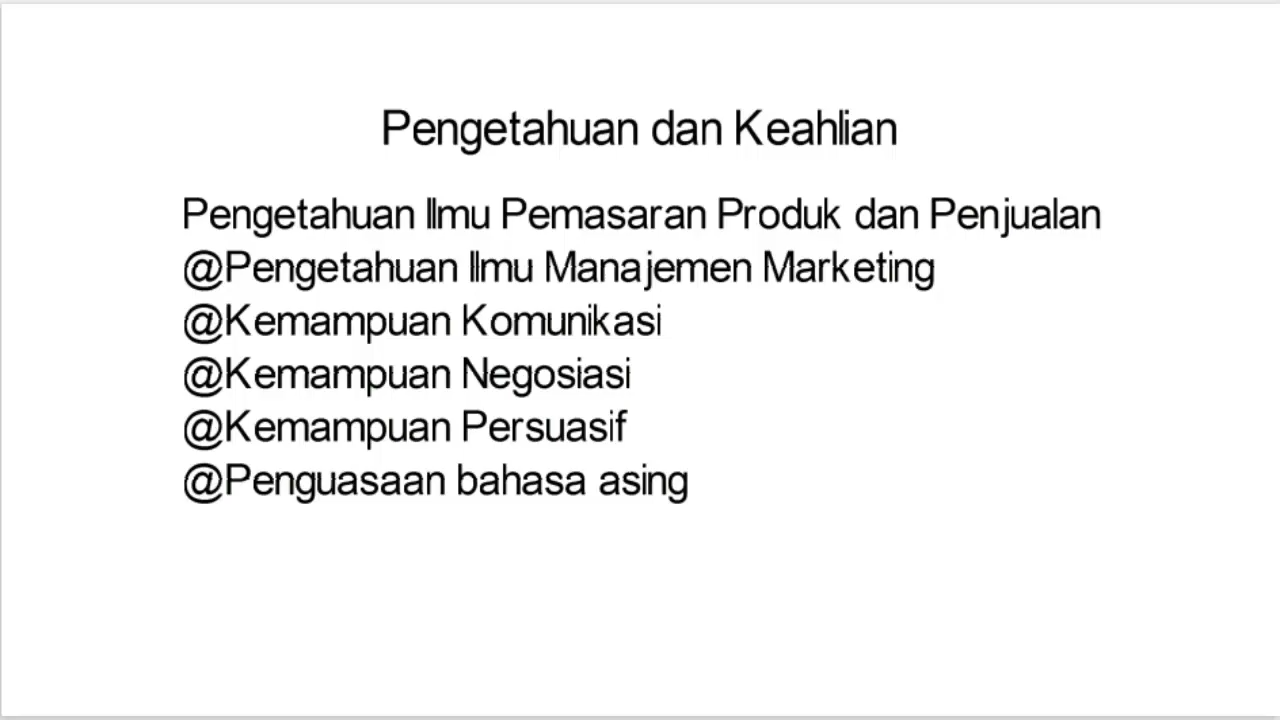 Pengetahuan dan Keahlian
Pengetahuan Ilmu Pemasaran Produk dan Penjualan
@Pengetahuan Ilmu Manajemen Marketing
@Kemampuan Komunikasi
@Kemampuan Negosiasi
@Kemampuan Persuasif
@Penguasaan bahasa asing